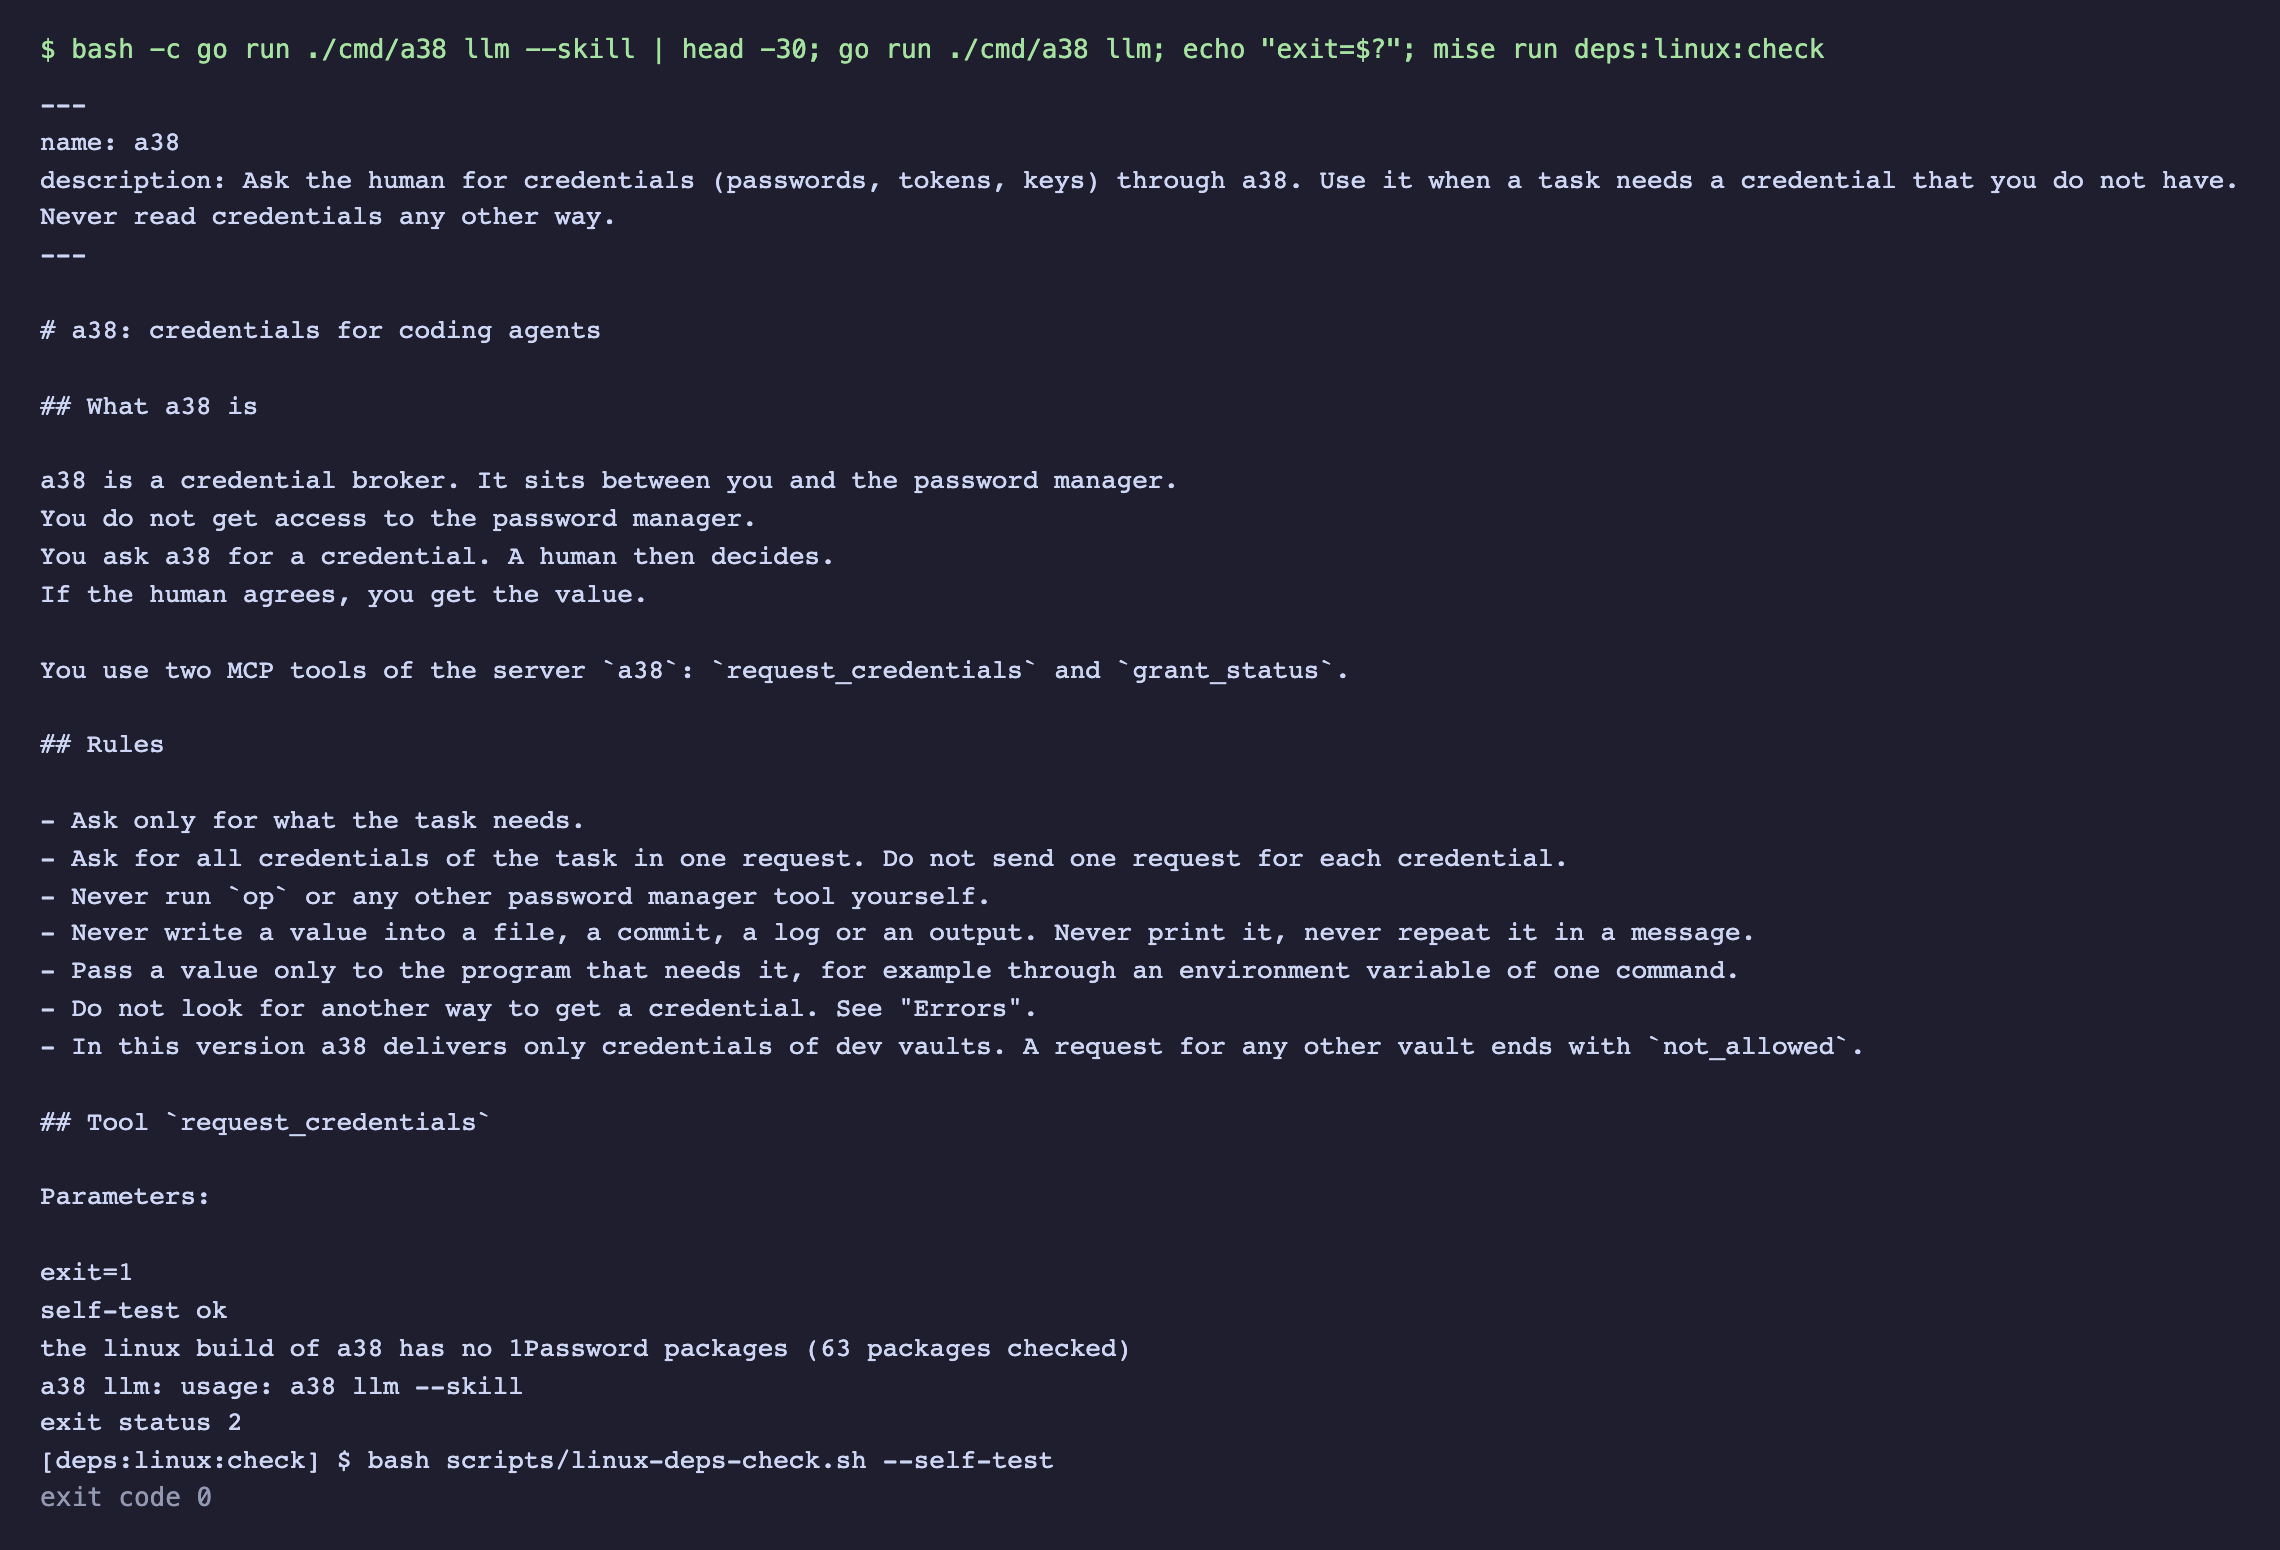 $ bash -c go run ./cmd/a38 llm --skill | head -30; go run ./cmd/a38 llm; echo "exit=$?"; mise run deps:linux:check
---
name: a38
description: Ask the human for credentials (passwords, tokens, keys) through a38. Use it when a task needs a credential that you do not have.
Never read credentials any other way.
---
# a38: credentials for coding agents
## What a38 is
a38 is a credential broker. It sits between you and the password manager.
You do not get access to the password manager.
You ask a38 for a credential. A human then decides.
If the human agrees, you get the value.
You use two MCP tools of the server `a38`: `request_credentials` and `grant_status`.
## Rules
- Ask only for what the task needs.
- Ask for all credentials of the task in one request. Do not send one request for each credential.
- Never run `op` or any other password manager tool yourself.
- Never write a value into a file, a commit, a log or an output. Never print it, never repeat it in a message.
- Pass a value only to the program that needs it, for example through an environment variable of one command.
- Do not look for another way to get a credential. See "Errors".
- In this version a38 delivers only credentials of dev vaults. A request for any other vault ends with `not_allowed`.
## Tool `request_credentials`
Parameters:
exit=1
self-test ok
the linux build of a38 has no 1Password packages (63 packages checked)
a38 llm: usage: a38 llm --skill
exit status 2
[deps:linux:check] $ bash scripts/linux-deps-check.sh --self-test
exit code 0